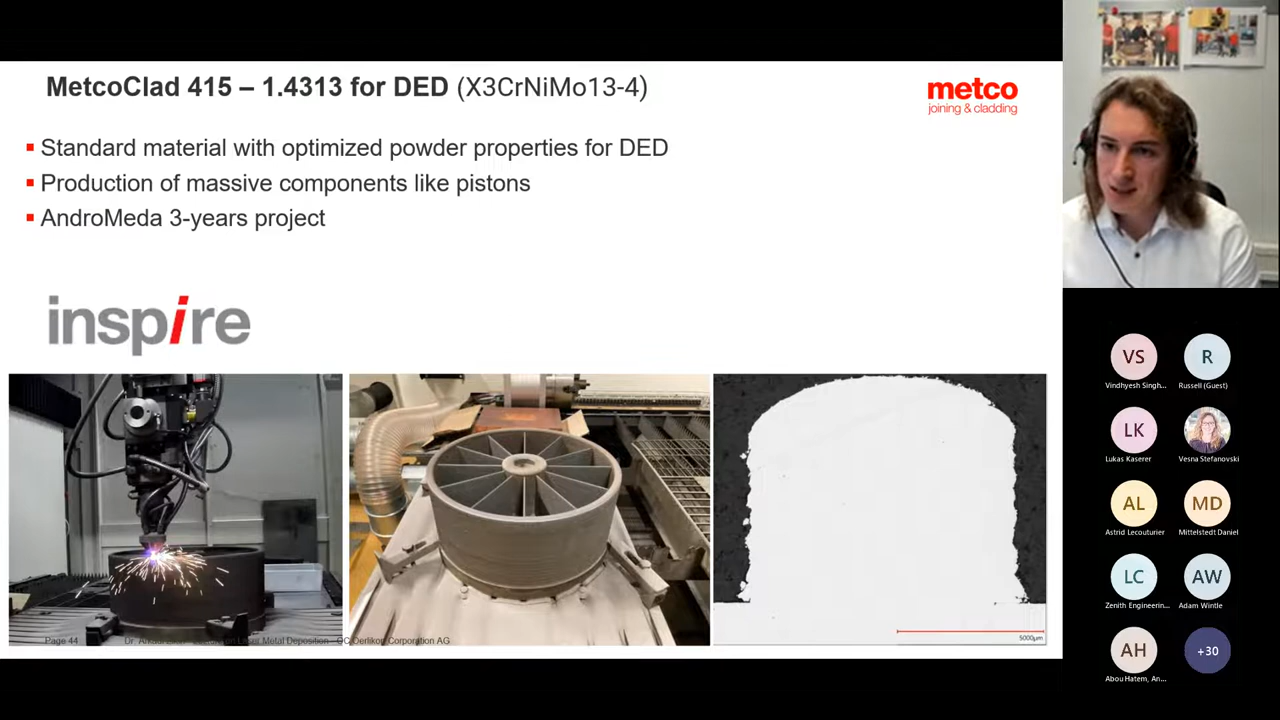 MetcoClad 415 – 1.4313 for DED (X3CrNiMo13-4)
metco
joining & cladding
Standard material with optimized powder properties for DED
Production of massive components like pistons
AndroMeda 3-years project
inspire
Page 44
Laser Metal Deposition - OC Oerlikon Corporation AG
5000µm
VS
R
Vindhyesh Singh...
Russell (Guest)
LK
Lukas Kaserer
Vesna Stefanovski
AL
MD
Astrid Lecouturier
Mittelstedt Daniel
LC
AW
Zenith Engineerin...
Adam Wintle
AH
+30
Abou Hatem, An...